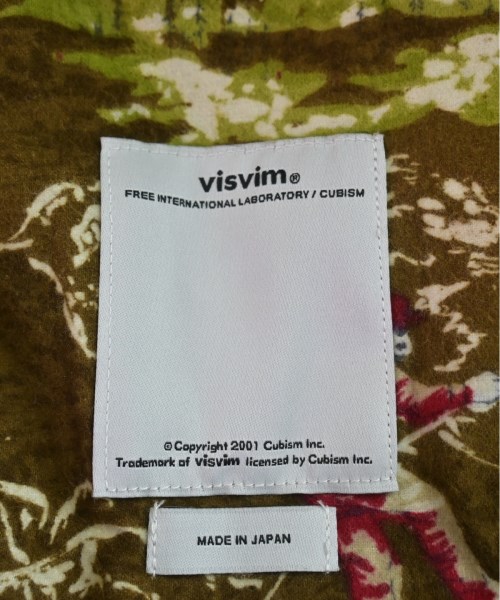 visvim®
FREE INTERNATIONAL LABORATORY / CUBISM
© Copyright 2001 Cubism Inc.
Trademark of visvim licensed by Cubism Inc.
MADE IN JAPAN